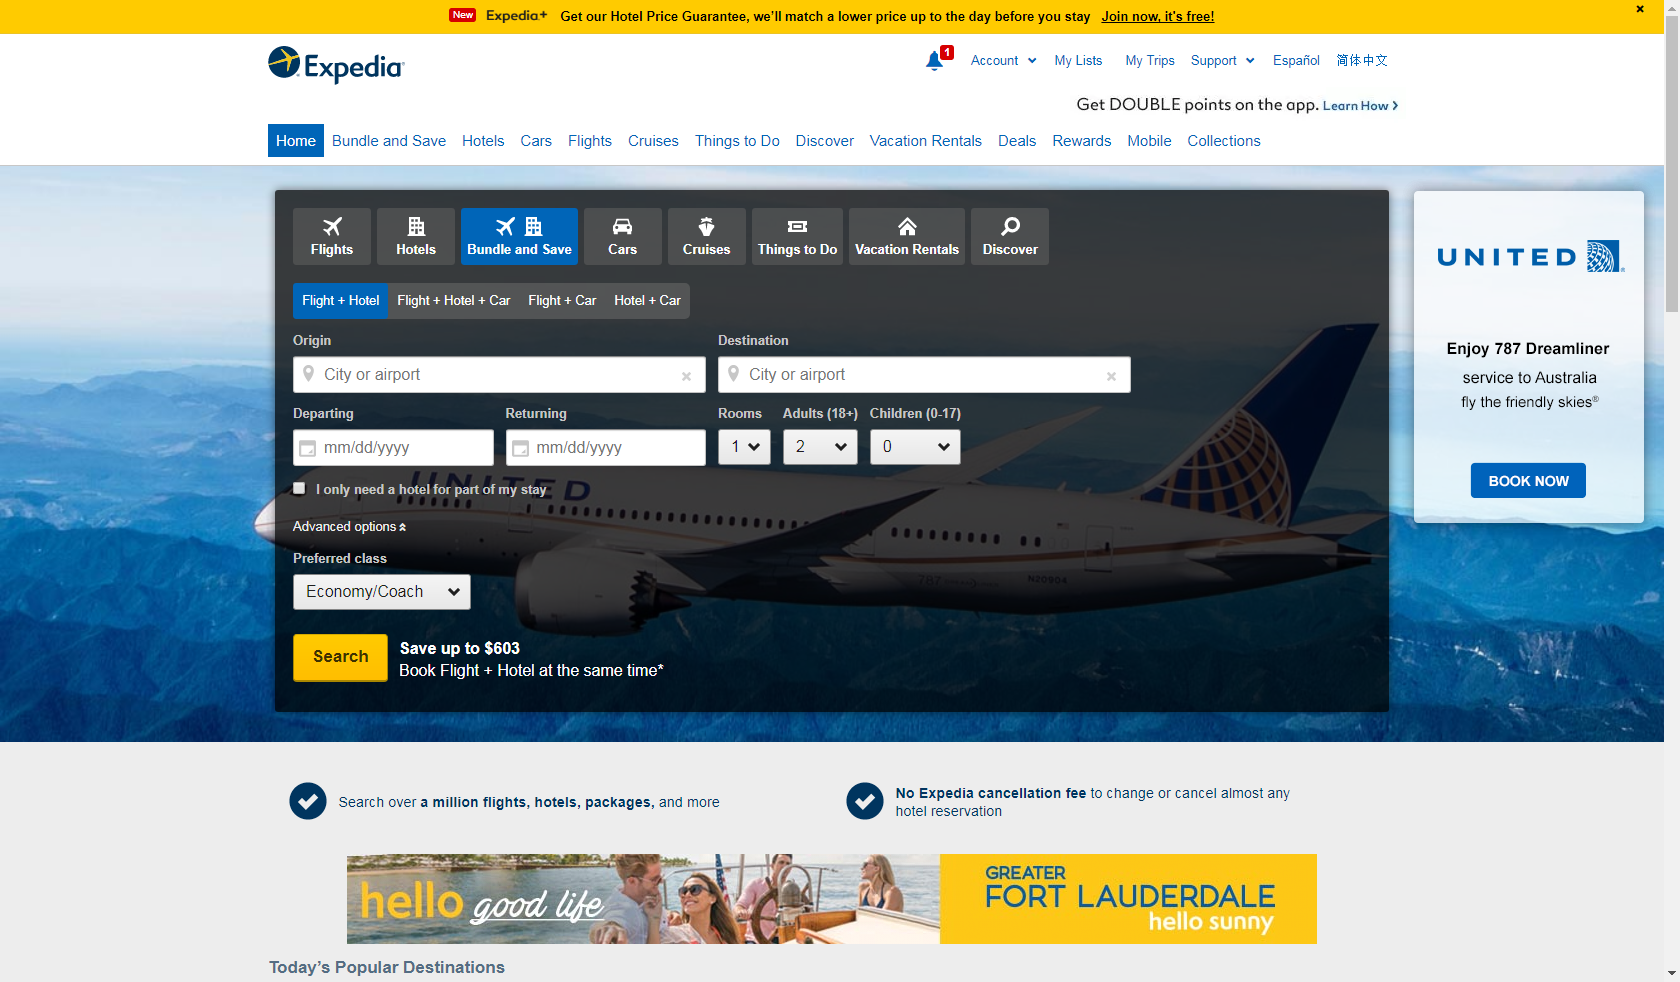 New Expedia+ Get our Hotel Price Guarantee, we'll match a lower price up to the day before you stay Join now, it's free!
Expedia
1 Account My Lists My Trips Support Español 简体中文
Get DOUBLE points on the app. Learn How
Home Bundle and Save Hotels Cars Flights Cruises Things to Do Discover Vacation Rentals Deals Rewards Mobile Collections
Flights Hotels Bundle and Save Cars Cruises Things to Do Vacation Rentals Discover
Flight + Hotel Flight + Hotel + Car Flight + Car Hotel + Car
Origin Destination
City or airport City or airport
Departing Returning Rooms Adults (18+) Children (0-17)
mm/dd/yyyy mm/dd/yyyy 1 2 0
UNITED
I only need a hotel for part of my stay
Advanced options
Preferred class
787 N20904
Economy/Coach
Search
Save up to $603
Book Flight + Hotel at the same time*
UNITED
Enjoy 787 Dreamliner
service to Australia
fly the friendly skies®
BOOK NOW
Search over a million flights, hotels, packages, and more
No Expedia cancellation fee to change or cancel almost any
hotel reservation
hello good life
GREATER
FORT LAUDERDALE
hello sunny
Today's Popular Destinations